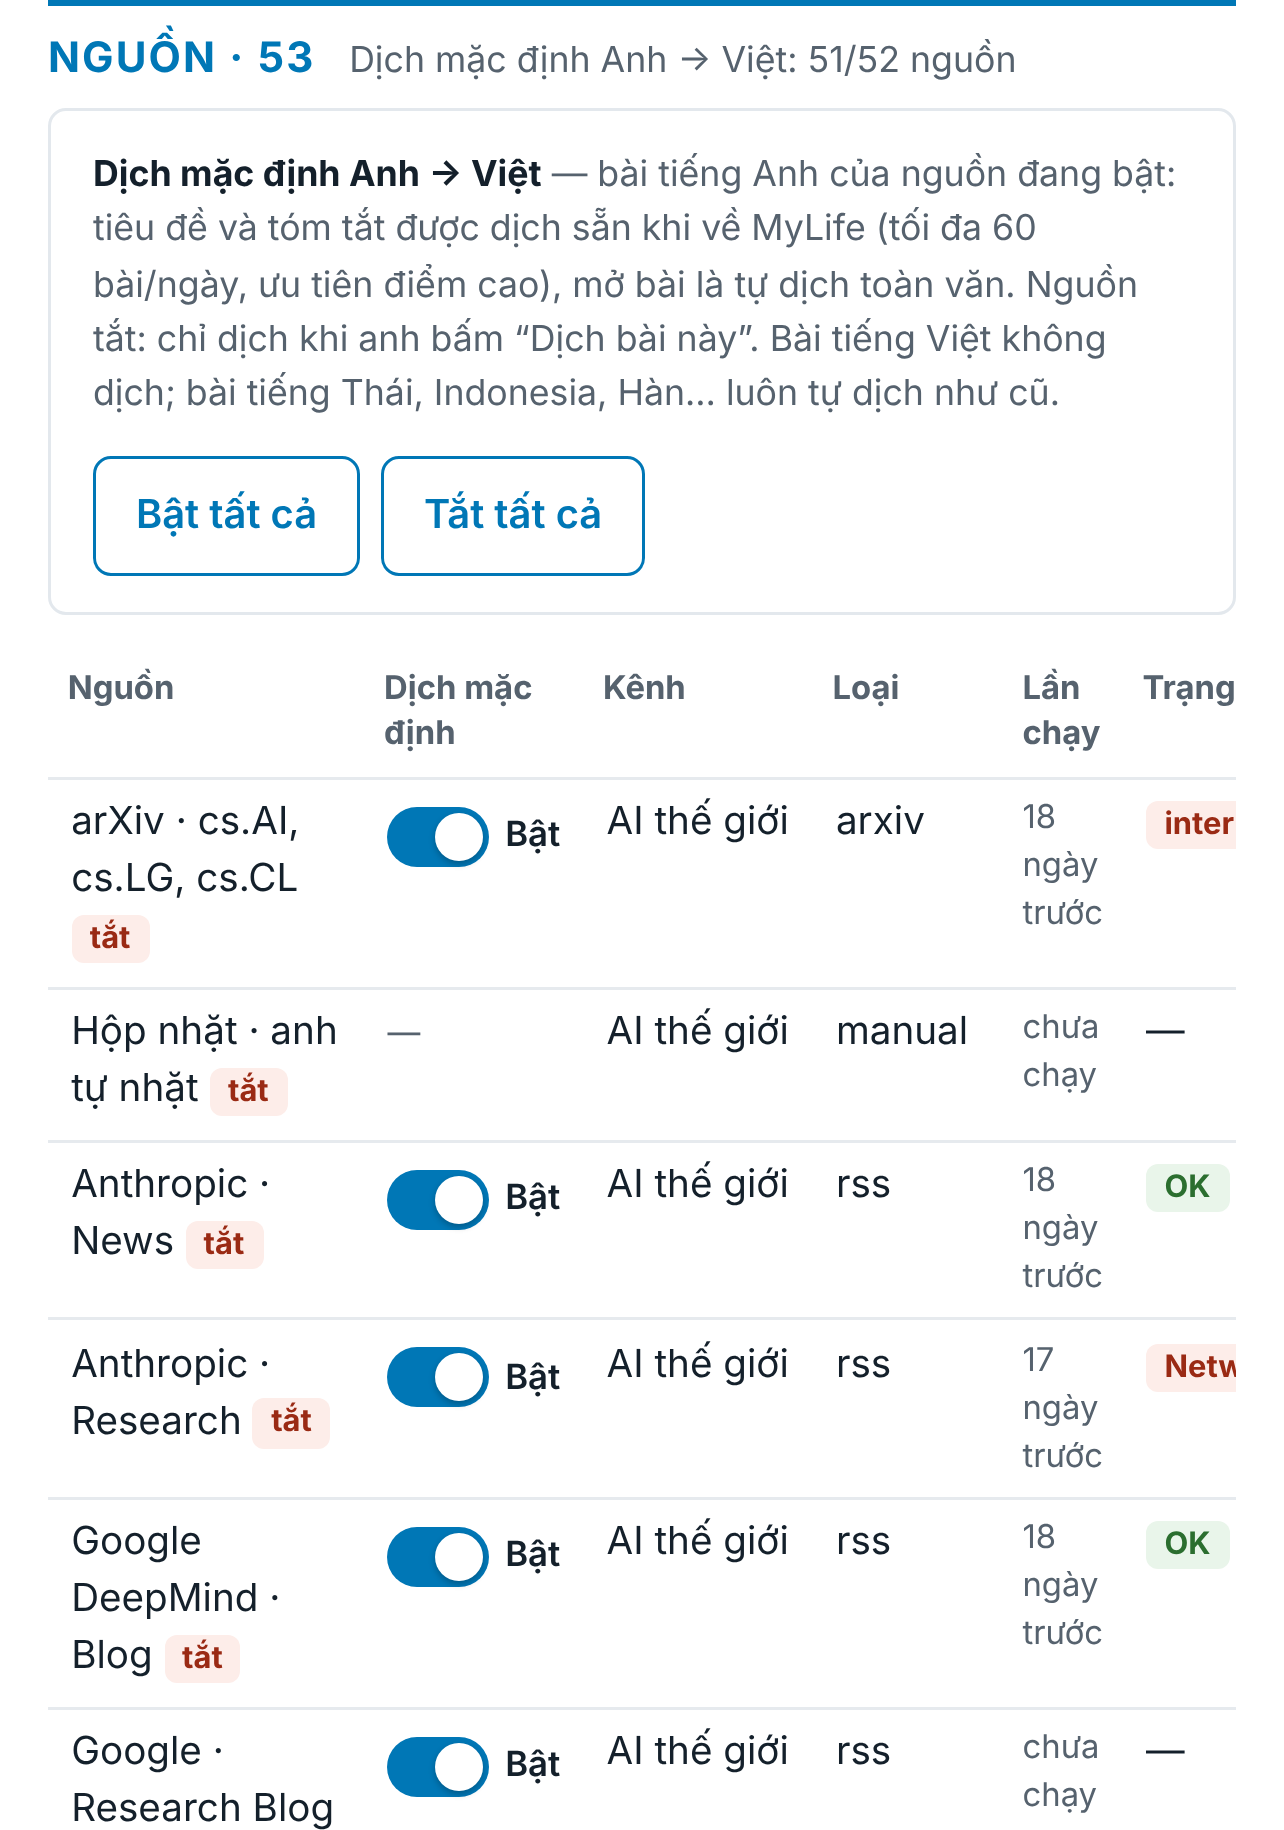 NGUỒN · 53 Dịch mặc định Anh → Việt: 51/52 nguồn
Dịch mặc định Anh → Việt — bài tiếng Anh của nguồn đang bật:
tiêu đề và tóm tắt được dịch sẵn khi về MyLife (tối đa 60
bài/ngày, ưu tiên điểm cao), mở bài là tự dịch toàn văn. Nguồn
tắt: chỉ dịch khi anh bấm “Dịch bài này”. Bài tiếng Việt không
dịch; bài tiếng Thái, Indonesia, Hàn... luôn tự dịch như cũ.
Bật tất cả Tắt tất cả
Nguồn Dịch mặc Kênh Loại Lần Trạng
định chạy
arXiv · cs.AI, Bật AI thế giới arxiv 18 inter
cs.LG, cs.CL ngày
tắt trước
Hộp nhặt · anh — AI thế giới manual chưa —
tự nhặt tắt chạy
Anthropic · Bật AI thế giới rss 18 OK
News tắt ngày
trước
Anthropic · Bật AI thế giới rss 17 Netw
Research tắt ngày
trước
Google Bật AI thế giới rss 18 OK
DeepMind · ngày
Blog tắt trước
Google · Bật AI thế giới rss chưa —
Research Blog chạy